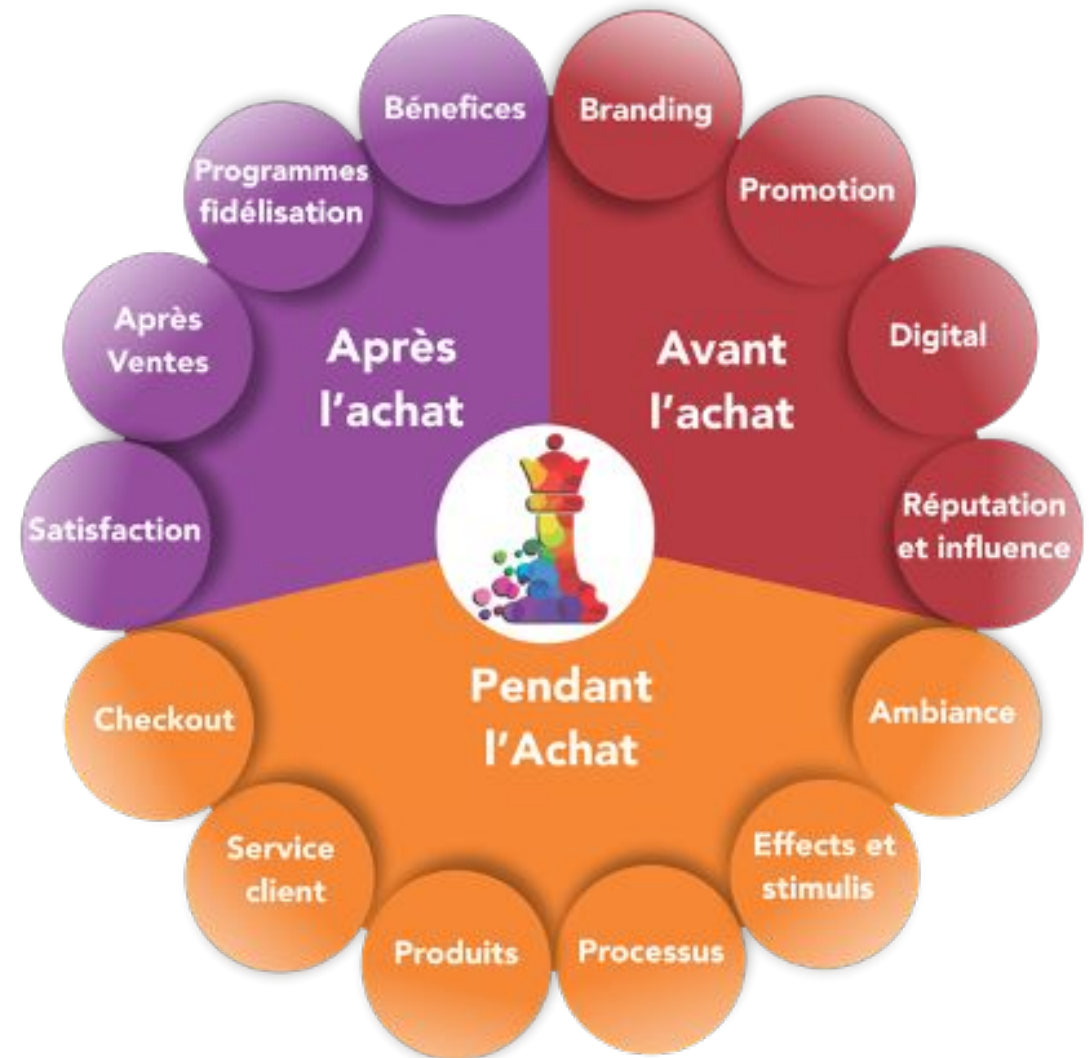 Bénefices
Branding
Programmes
fidélisation
Promotion
Après
Ventes
Digital
Après
l'achat
Avant
l'achat
Satisfaction
Réputation
et influence
Pendant
l'Achat
Checkout
Ambiance
Service
client
Effects et
stimulis
Produits
Processus